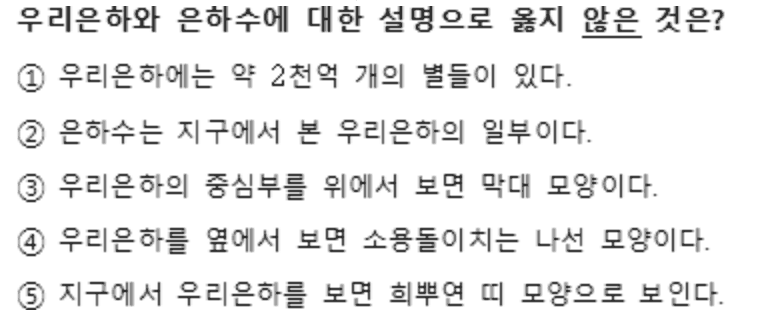 우리은하와 은하수에 대한 설명으로 옳지 않은 것은?
① 우리은하에는 약 2천억 개의 별들이 있다.
② 은하수는 지구에서 본 우리은하의 일부이다.
③ 우리은하의 중심부를 위에서 보면 막대 모양이다.
④ 우리은하를 옆에서 보면 소용돌이치는 나선 모양이다.
⑤ 지구에서 우리은하를 보면 희뿌연 띠 모양으로 보인다.